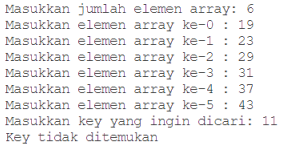 Masukkan jumlah elemen array: 6
Masukkan elemen array ke-0 : 19
Masukkan elemen array ke-1 : 23
Masukkan elemen array ke-2 : 29
Masukkan elemen array ke-3 : 31
Masukkan elemen array ke-4 : 37
Masukkan elemen array ke-5 : 43
Masukkan key yang ingin dicari: 11
Key tidak ditemukan